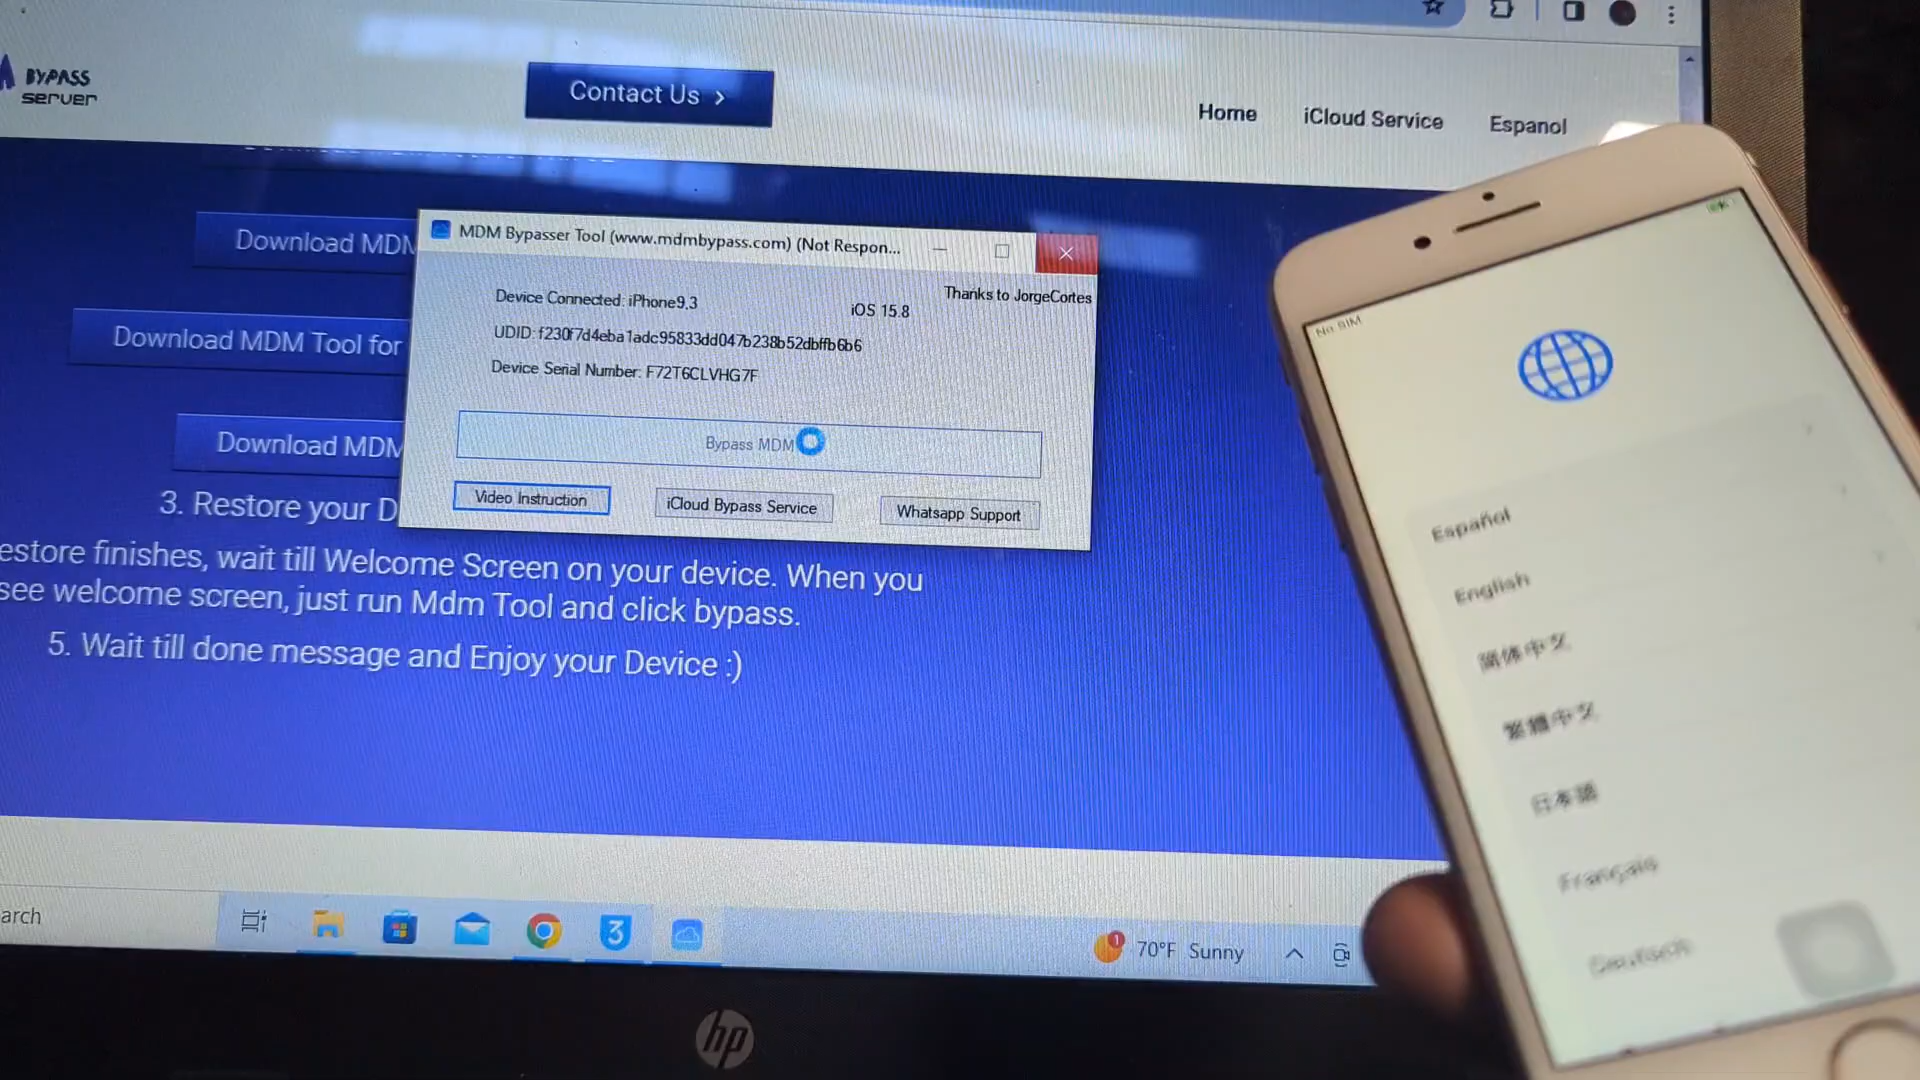 BYPASS
server
Contact Us >
Home
iCloud Service
Espanol
Download MDM
Download MDM Tool for
Download MDM
3. Restore your D
estore finishes, wait till Welcome Screen on your device. When you
see welcome screen, just run Mdm Tool and click bypass.
5. Wait till done message and Enjoy your Device :)
MDM Bypasser Tool (www.mdmbypass.com) (Not Respon...
Thanks to JorgeCortes
Device Connected: iPhone9,3
iOS 15.8
UDID: f230f7d4eba1adc95833dd047b238b52dbffb6b6
Device Serial Number: F72T6CLVHG7F
Bypass MDM
Video Instruction
iCloud Bypass Service
Whatsapp Support
No SIM
Español
English
简体中文
繁體中文
日本語
Français
Deutsch
arch
3
1
70°F Sunny
hp